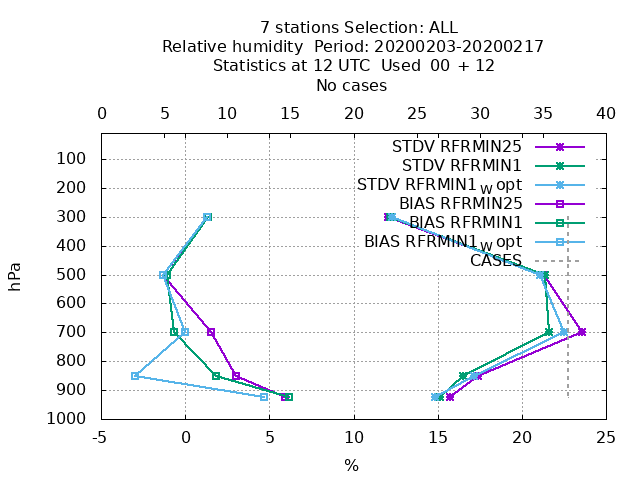 7 stations Selection: ALL
Relative humidity  Period: 20200203-20200217
Statistics at 12 UTC  Used  00 + 12
No cases
0 5 10 15 20 25 30 35 40
STDV RFRMIN25
STDV RFRMIN1
STDV RFRMIN1w opt
BIAS RFRMIN25
BIAS RFRMIN1
BIAS RFRMIN1w opt
CASES
hPa
100
200
300
400
500
600
700
800
900
1000
-5 0 5 10 15 20 25
%